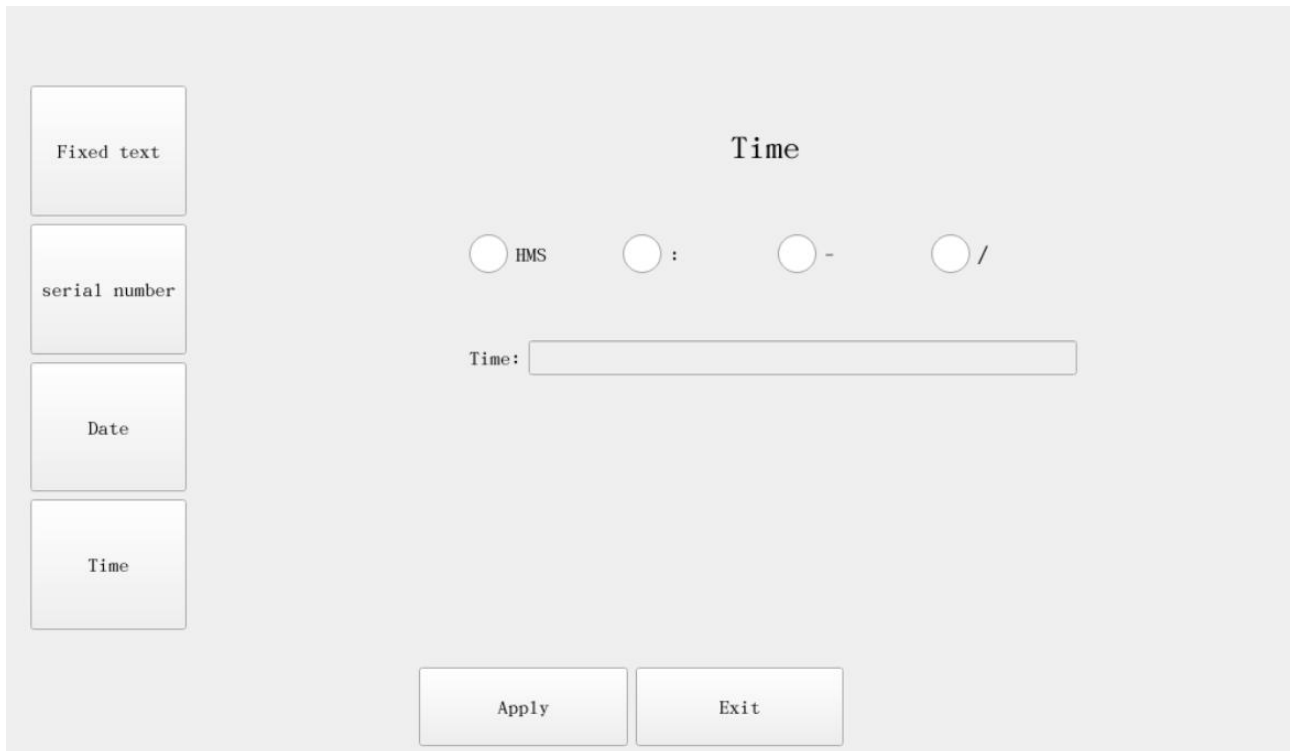 Fixed text
serial number
Date
Time
Time
HMS : - /
Time:
Apply Exit